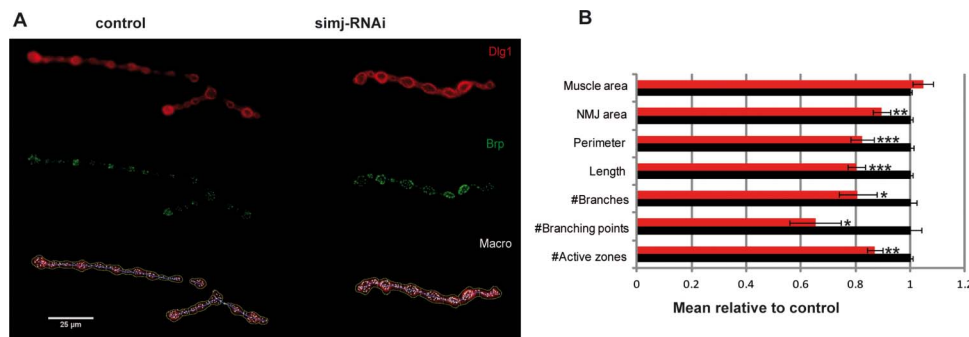 A
control
simj-RNAi
Dlg1
Brp
Macro
25 µm
B
Muscle area
NMJ area
**
Perimeter
***
Length
***
#Branches
*
#Branching points
*
#Active zones
**
0 0.2 0.4 0.6 0.8 1 1.2
Mean relative to control